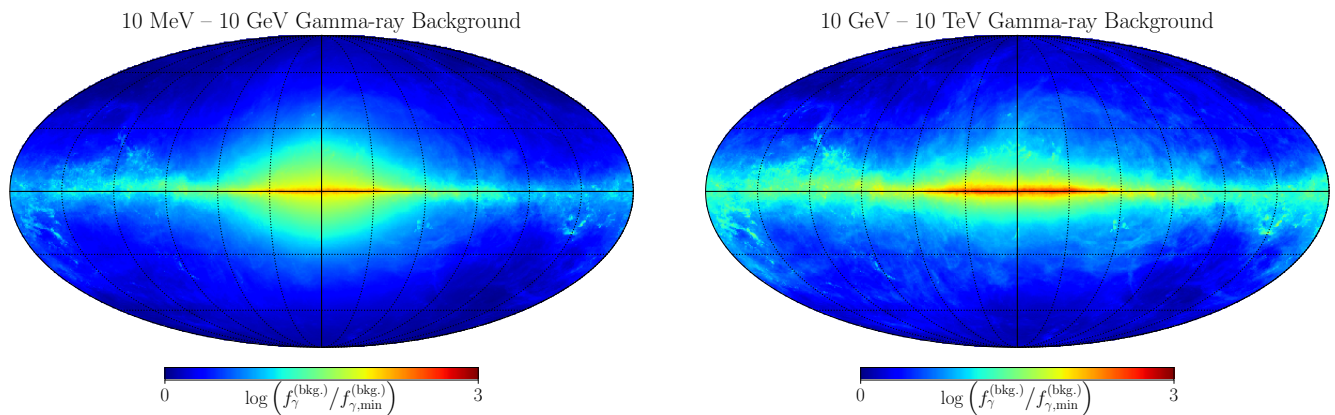 10 MeV – 10 GeV Gamma-ray Background
10 GeV – 10 TeV Gamma-ray Background
0 3
log (f_γ^(bkg.) / f_γ,min^(bkg.))
0 3
log (f_γ^(bkg.) / f_γ,min^(bkg.))